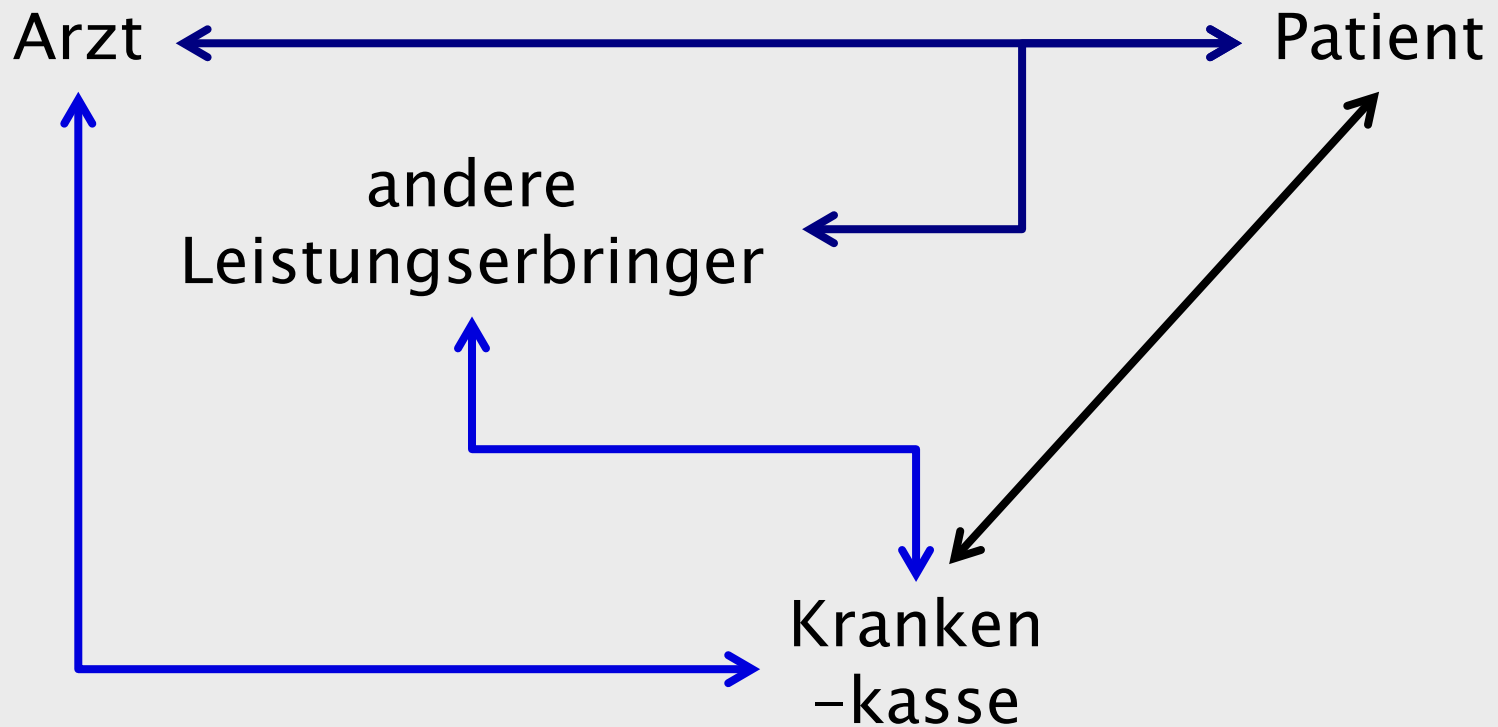 Arzt
Patient
andere
Leistungserbringer
Kranken
-kasse